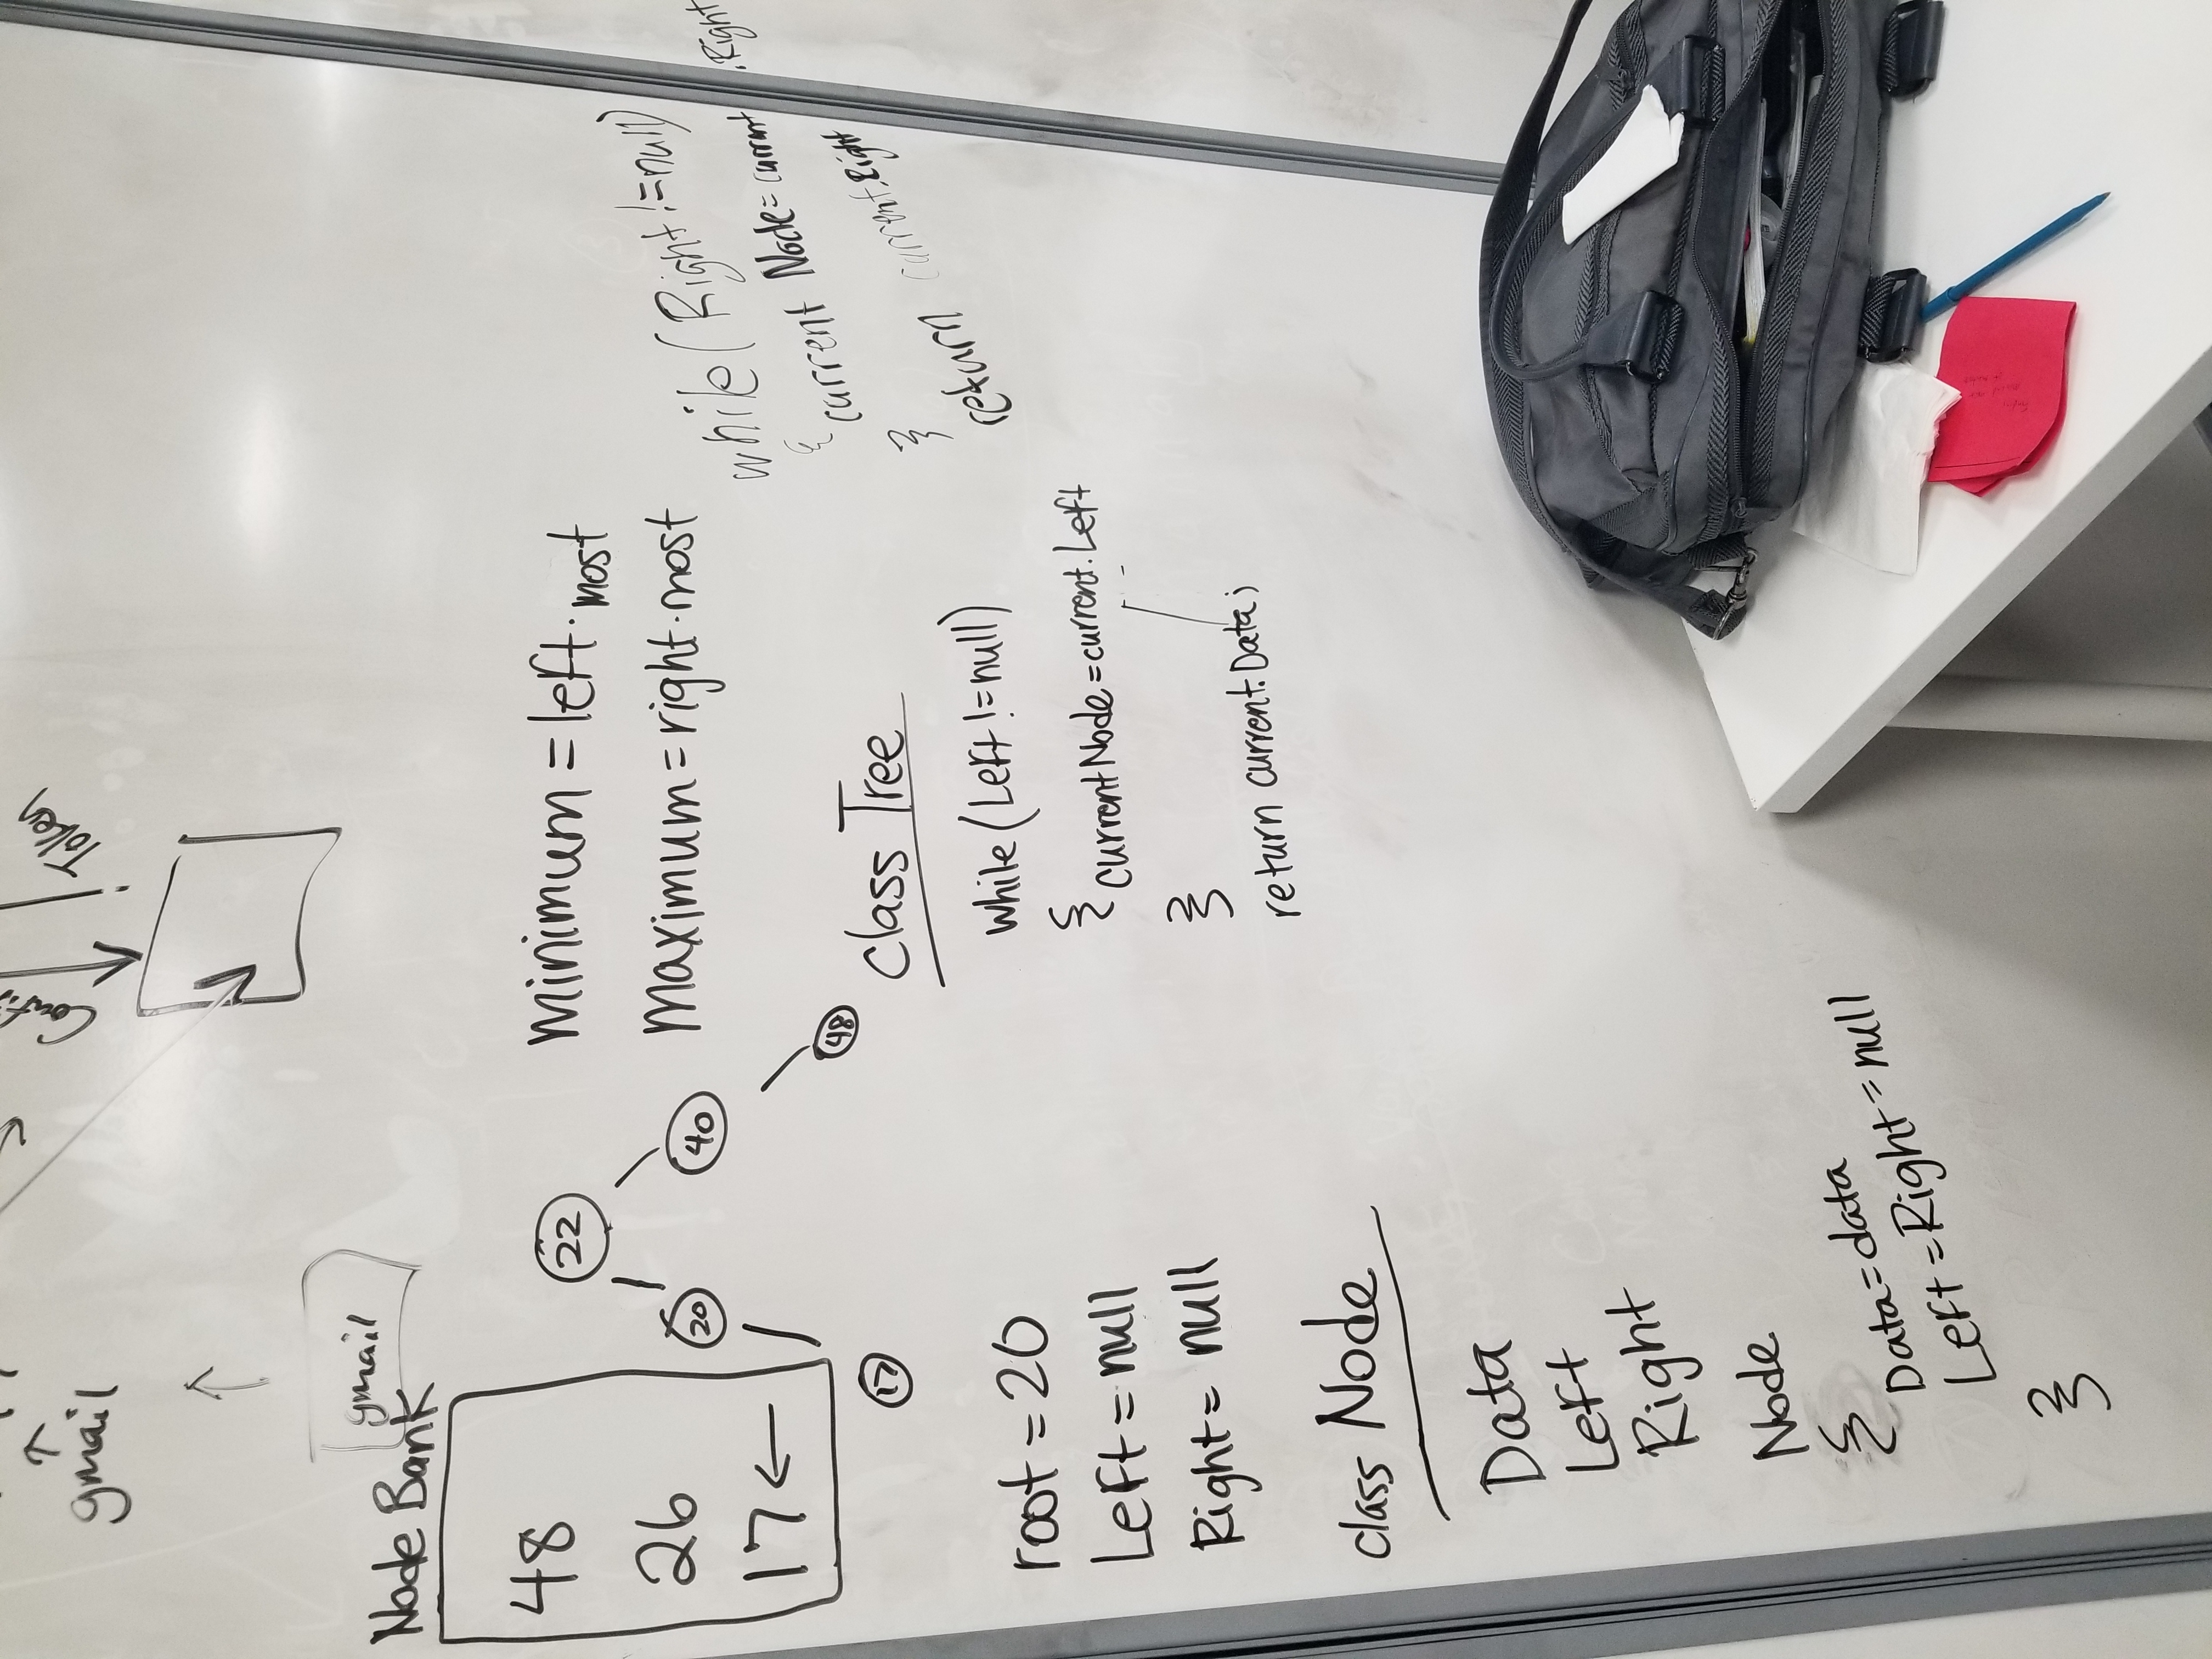 gmail
Token
gmail
Node Bank
48
26
17 ←
22
20
40
48
17
minimum = left.most
maximum = right.most
while (Right != null)
{ current Node = current .Right
}
return current.Right
class Tree
while (Left != null)
{ currentNode = current.Left
}
return current.Data;
root = 20
Left = null
Right = null
class Node
Data
Left
Right
Node
{
Data = data
Left = Right = null
}